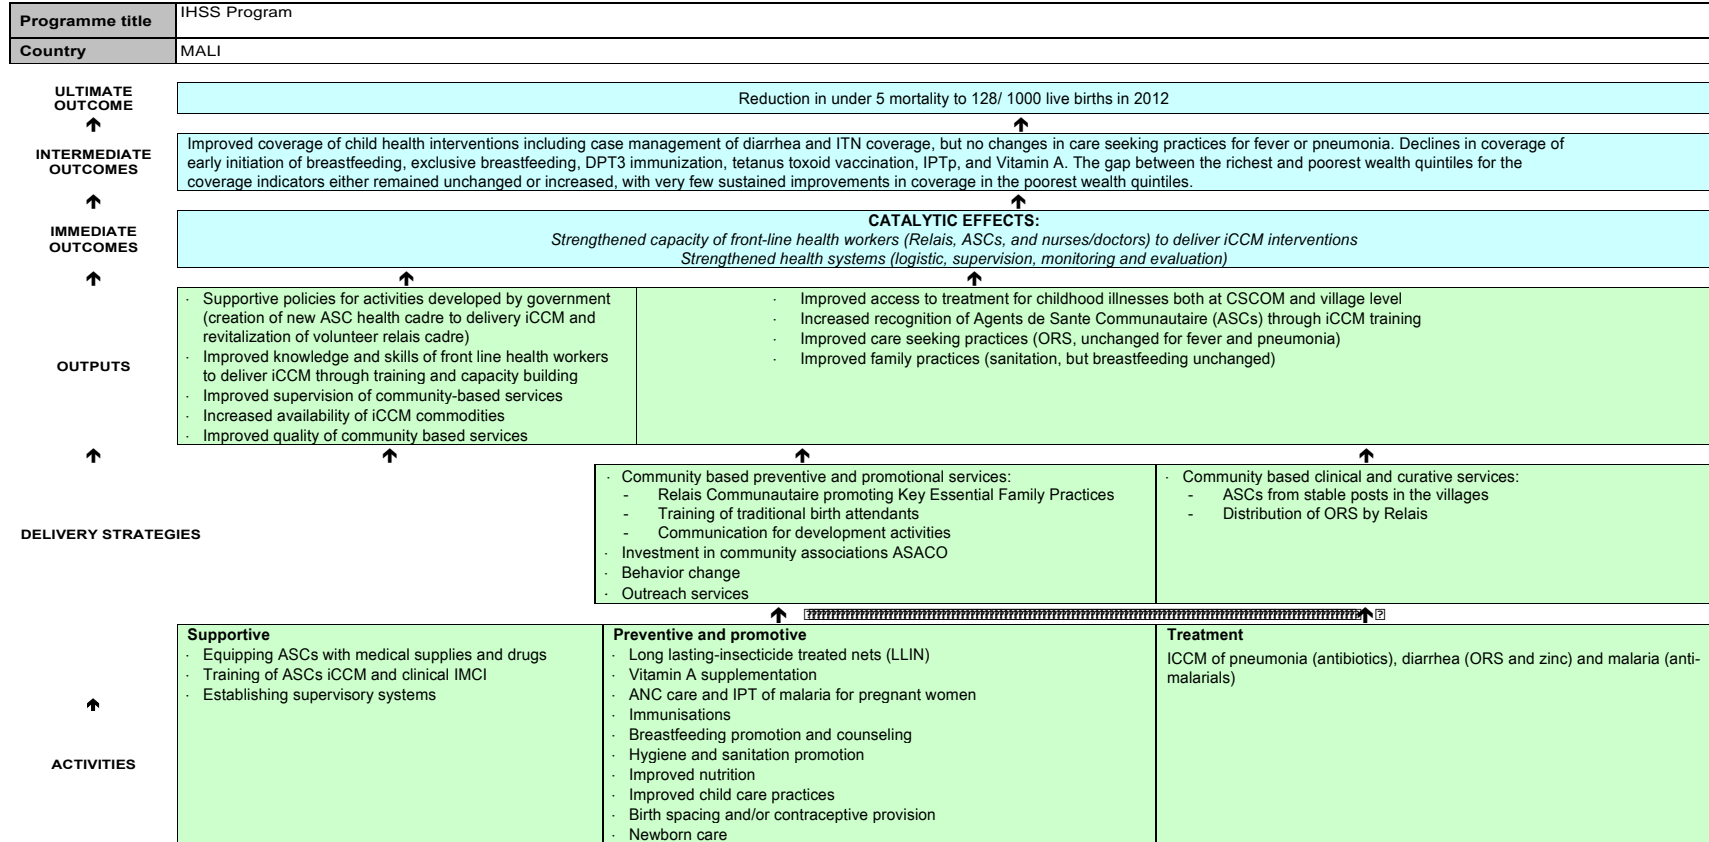 Programme title
IHSS Program
Country
MALI
ULTIMATE
OUTCOME
Reduction in under 5 mortality to 128/ 1000 live births in 2012
INTERMEDIATE
OUTCOMES
Improved coverage of child health interventions including case management of diarrhea and ITN coverage, but no changes in care seeking practices for fever or pneumonia. Declines in coverage of
early initiation of breastfeeding, exclusive breastfeeding, DPT3 immunization, tetanus toxoid vaccination, IPTp, and Vitamin A. The gap between the richest and poorest wealth quintiles for the
coverage indicators either remained unchanged or increased, with very few sustained improvements in coverage in the poorest wealth quintiles.
IMMEDIATE
OUTCOMES
CATALYTIC EFFECTS:
Strengthened capacity of front-line health workers (Relais, ASCs, and nurses/doctors) to deliver iCCM interventions
Strengthened health systems (logistic, supervision, monitoring and evaluation)
OUTPUTS
· Supportive policies for activities developed by government
(creation of new ASC health cadre to delivery iCCM and
revitalization of volunteer relais cadre)
· Improved knowledge and skills of front line health workers
to deliver iCCM through training and capacity building
· Improved supervision of community-based services
· Increased availability of iCCM commodities
· Improved quality of community based services
· Improved access to treatment for childhood illnesses both at CSCOM and village level
· Increased recognition of Agents de Sante Communautaire (ASCs) through iCCM training
· Improved care seeking practices (ORS, unchanged for fever and pneumonia)
· Improved family practices (sanitation, but breastfeeding unchanged)
DELIVERY STRATEGIES
· Community based preventive and promotional services:
- Relais Communautaire promoting Key Essential Family Practices
- Training of traditional birth attendants
- Communication for development activities
· Investment in community associations ASACO
· Behavior change
· Outreach services
· Community based clinical and curative services:
- ASCs from stable posts in the villages
- Distribution of ORS by Relais
ACTIVITIES
Supportive
· Equipping ASCs with medical supplies and drugs
· Training of ASCs iCCM and clinical IMCI
· Establishing supervisory systems
Preventive and promotive
· Long lasting-insecticide treated nets (LLIN)
· Vitamin A supplementation
· ANC care and IPT of malaria for pregnant women
· Immunisations
· Breastfeeding promotion and counseling
· Hygiene and sanitation promotion
· Improved nutrition
· Improved child care practices
· Birth spacing and/or contraceptive provision
· Newborn care
Treatment
ICCM of pneumonia (antibiotics), diarrhea (ORS and zinc) and malaria (anti-
malarials)